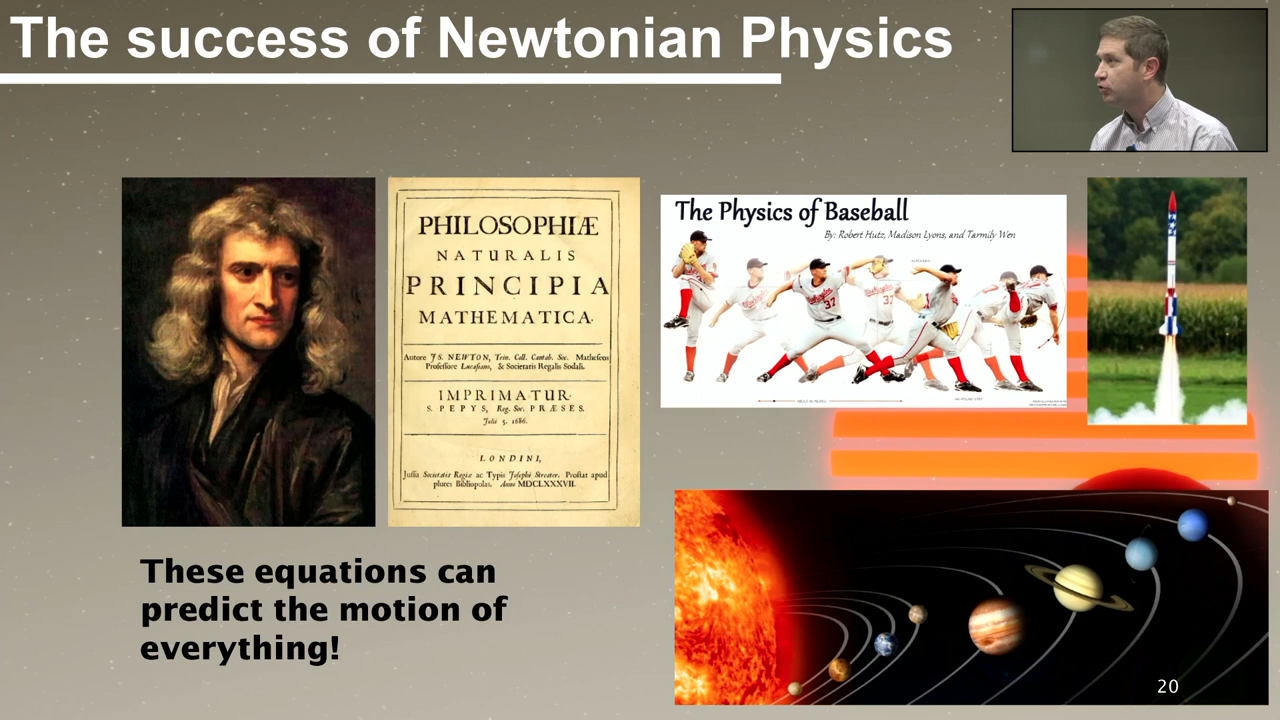 The success of Newtonian Physics
PHILOSOPHIÆ
NATURALIS
PRINCIPIA
MATHEMATICA.
Autore JS. NEWTON, Trin. Coll. Cantab. Soc. Matheseos
Professore Lucasiano, & Societatis Regalis Sodali.
IMPRIMATUR.
S. PEPYS, Reg. Soc. PRÆSES.
Julii 5. 1686.
LONDINI,
Jussu Societatis Regiæ ac Typis Josephi Streater. Prostat apud
plures Bibliopolas. Anno MDCLXXXVII.
The Physics of Baseball
By: Robert Hutz, Madison Lyons, and Tarmily Wen
37
37
These equations can
predict the motion of
everything!
20